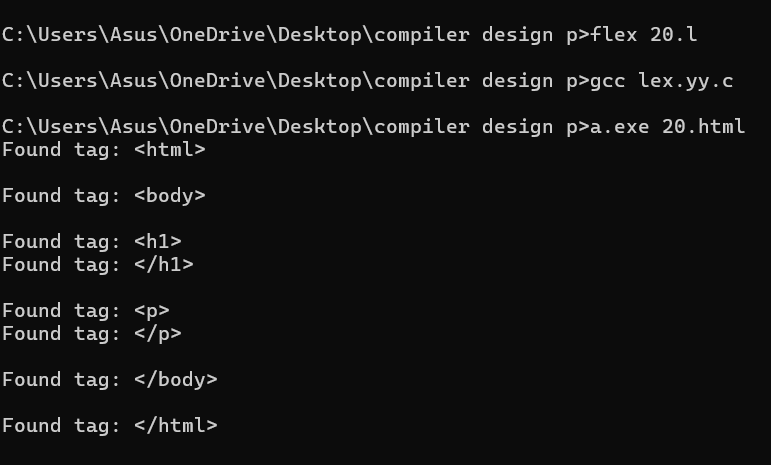 C:\Users\Asus\OneDrive\Desktop\compiler design p>flex 20.l
C:\Users\Asus\OneDrive\Desktop\compiler design p>gcc lex.yy.c
C:\Users\Asus\OneDrive\Desktop\compiler design p>a.exe 20.html
Found tag: <html>
Found tag: <body>
Found tag: <h1>
Found tag: </h1>
Found tag: <p>
Found tag: </p>
Found tag: </body>
Found tag: </html>